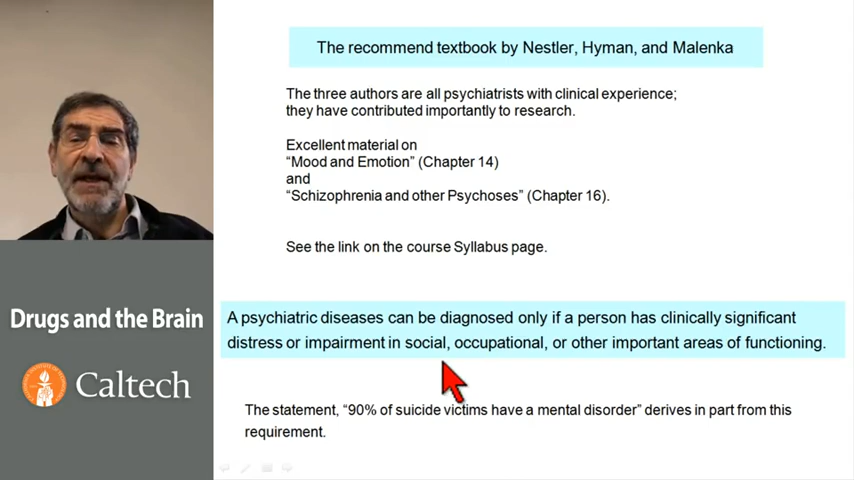 The recommend textbook by Nestler, Hyman, and Malenka
The three authors are all psychiatrists with clinical experience;
they have contributed importantly to research.
Excellent material on
“Mood and Emotion” (Chapter 14)
and
“Schizophrenia and other Psychoses” (Chapter 16).
See the link on the course Syllabus page.
Drugs and the Brain
Caltech
A psychiatric diseases can be diagnosed only if a person has clinically significant
distress or impairment in social, occupational, or other important areas of functioning.
The statement, “90% of suicide victims have a mental disorder” derives in part from this
requirement.